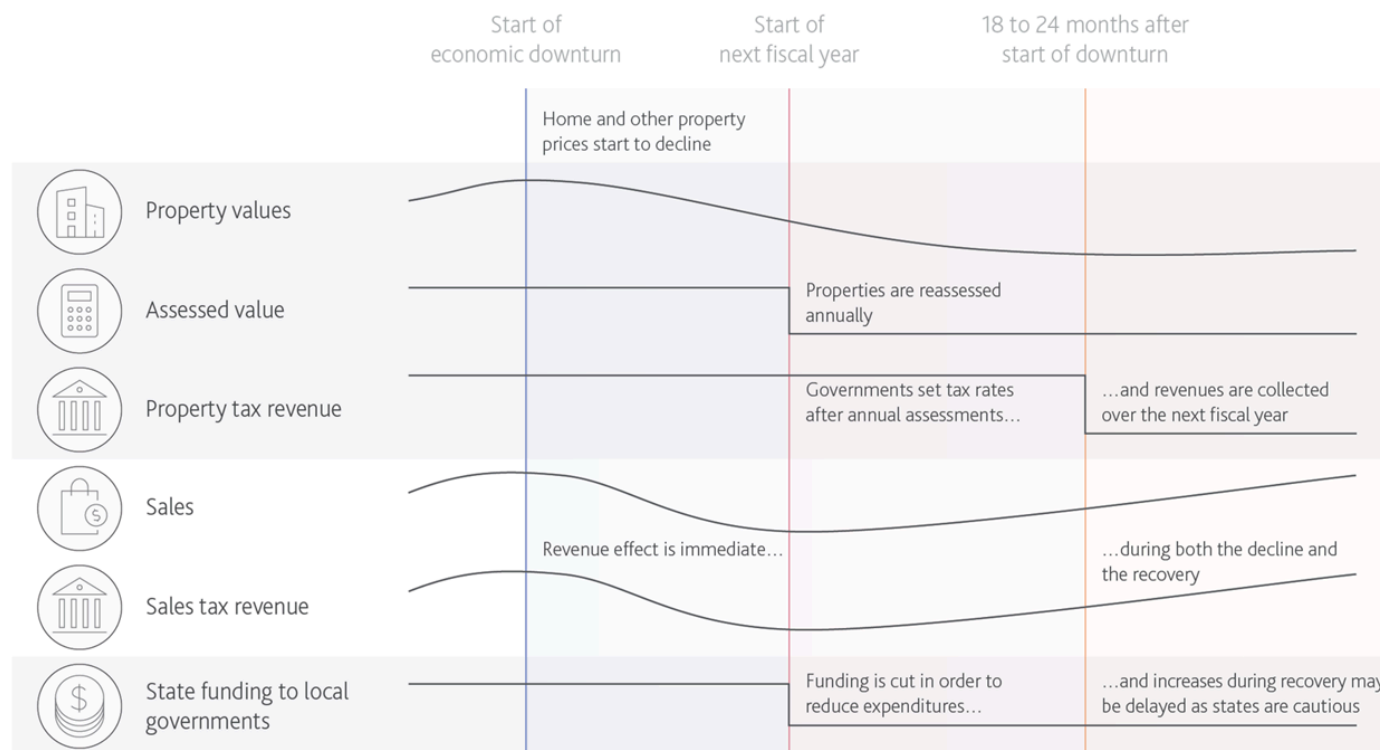 Start of
economic downturn
Start of
next fiscal year
18 to 24 months after
start of downturn
Home and other property
prices start to decline
Property values
Assessed value
Properties are reassessed
annually
Property tax revenue
Governments set tax rates
after annual assessments…
…and revenues are collected
over the next fiscal year
Sales
Revenue effect is immediate…
…during both the decline and
the recovery
Sales tax revenue
State funding to local
governments
Funding is cut in order to
reduce expenditures…
…and increases during recovery may
be delayed as states are cautious